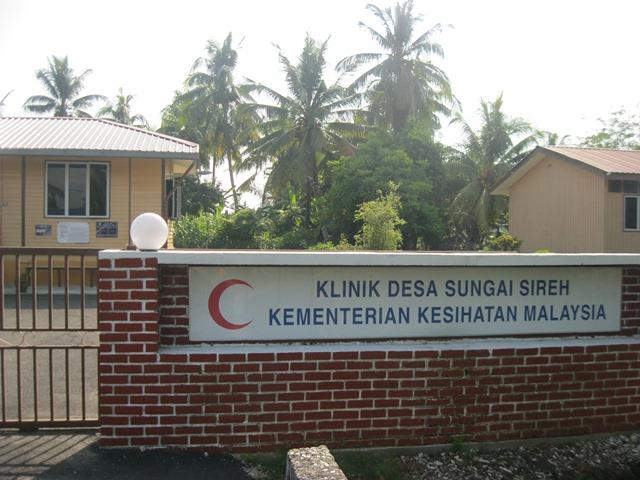 KLINIK DESA SUNGAI SIREH
KEMENTERIAN KESIHATAN MALAYSIA